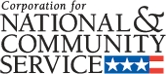 Corporation for
NATIONAL &
COMMUNITY
SERVICE